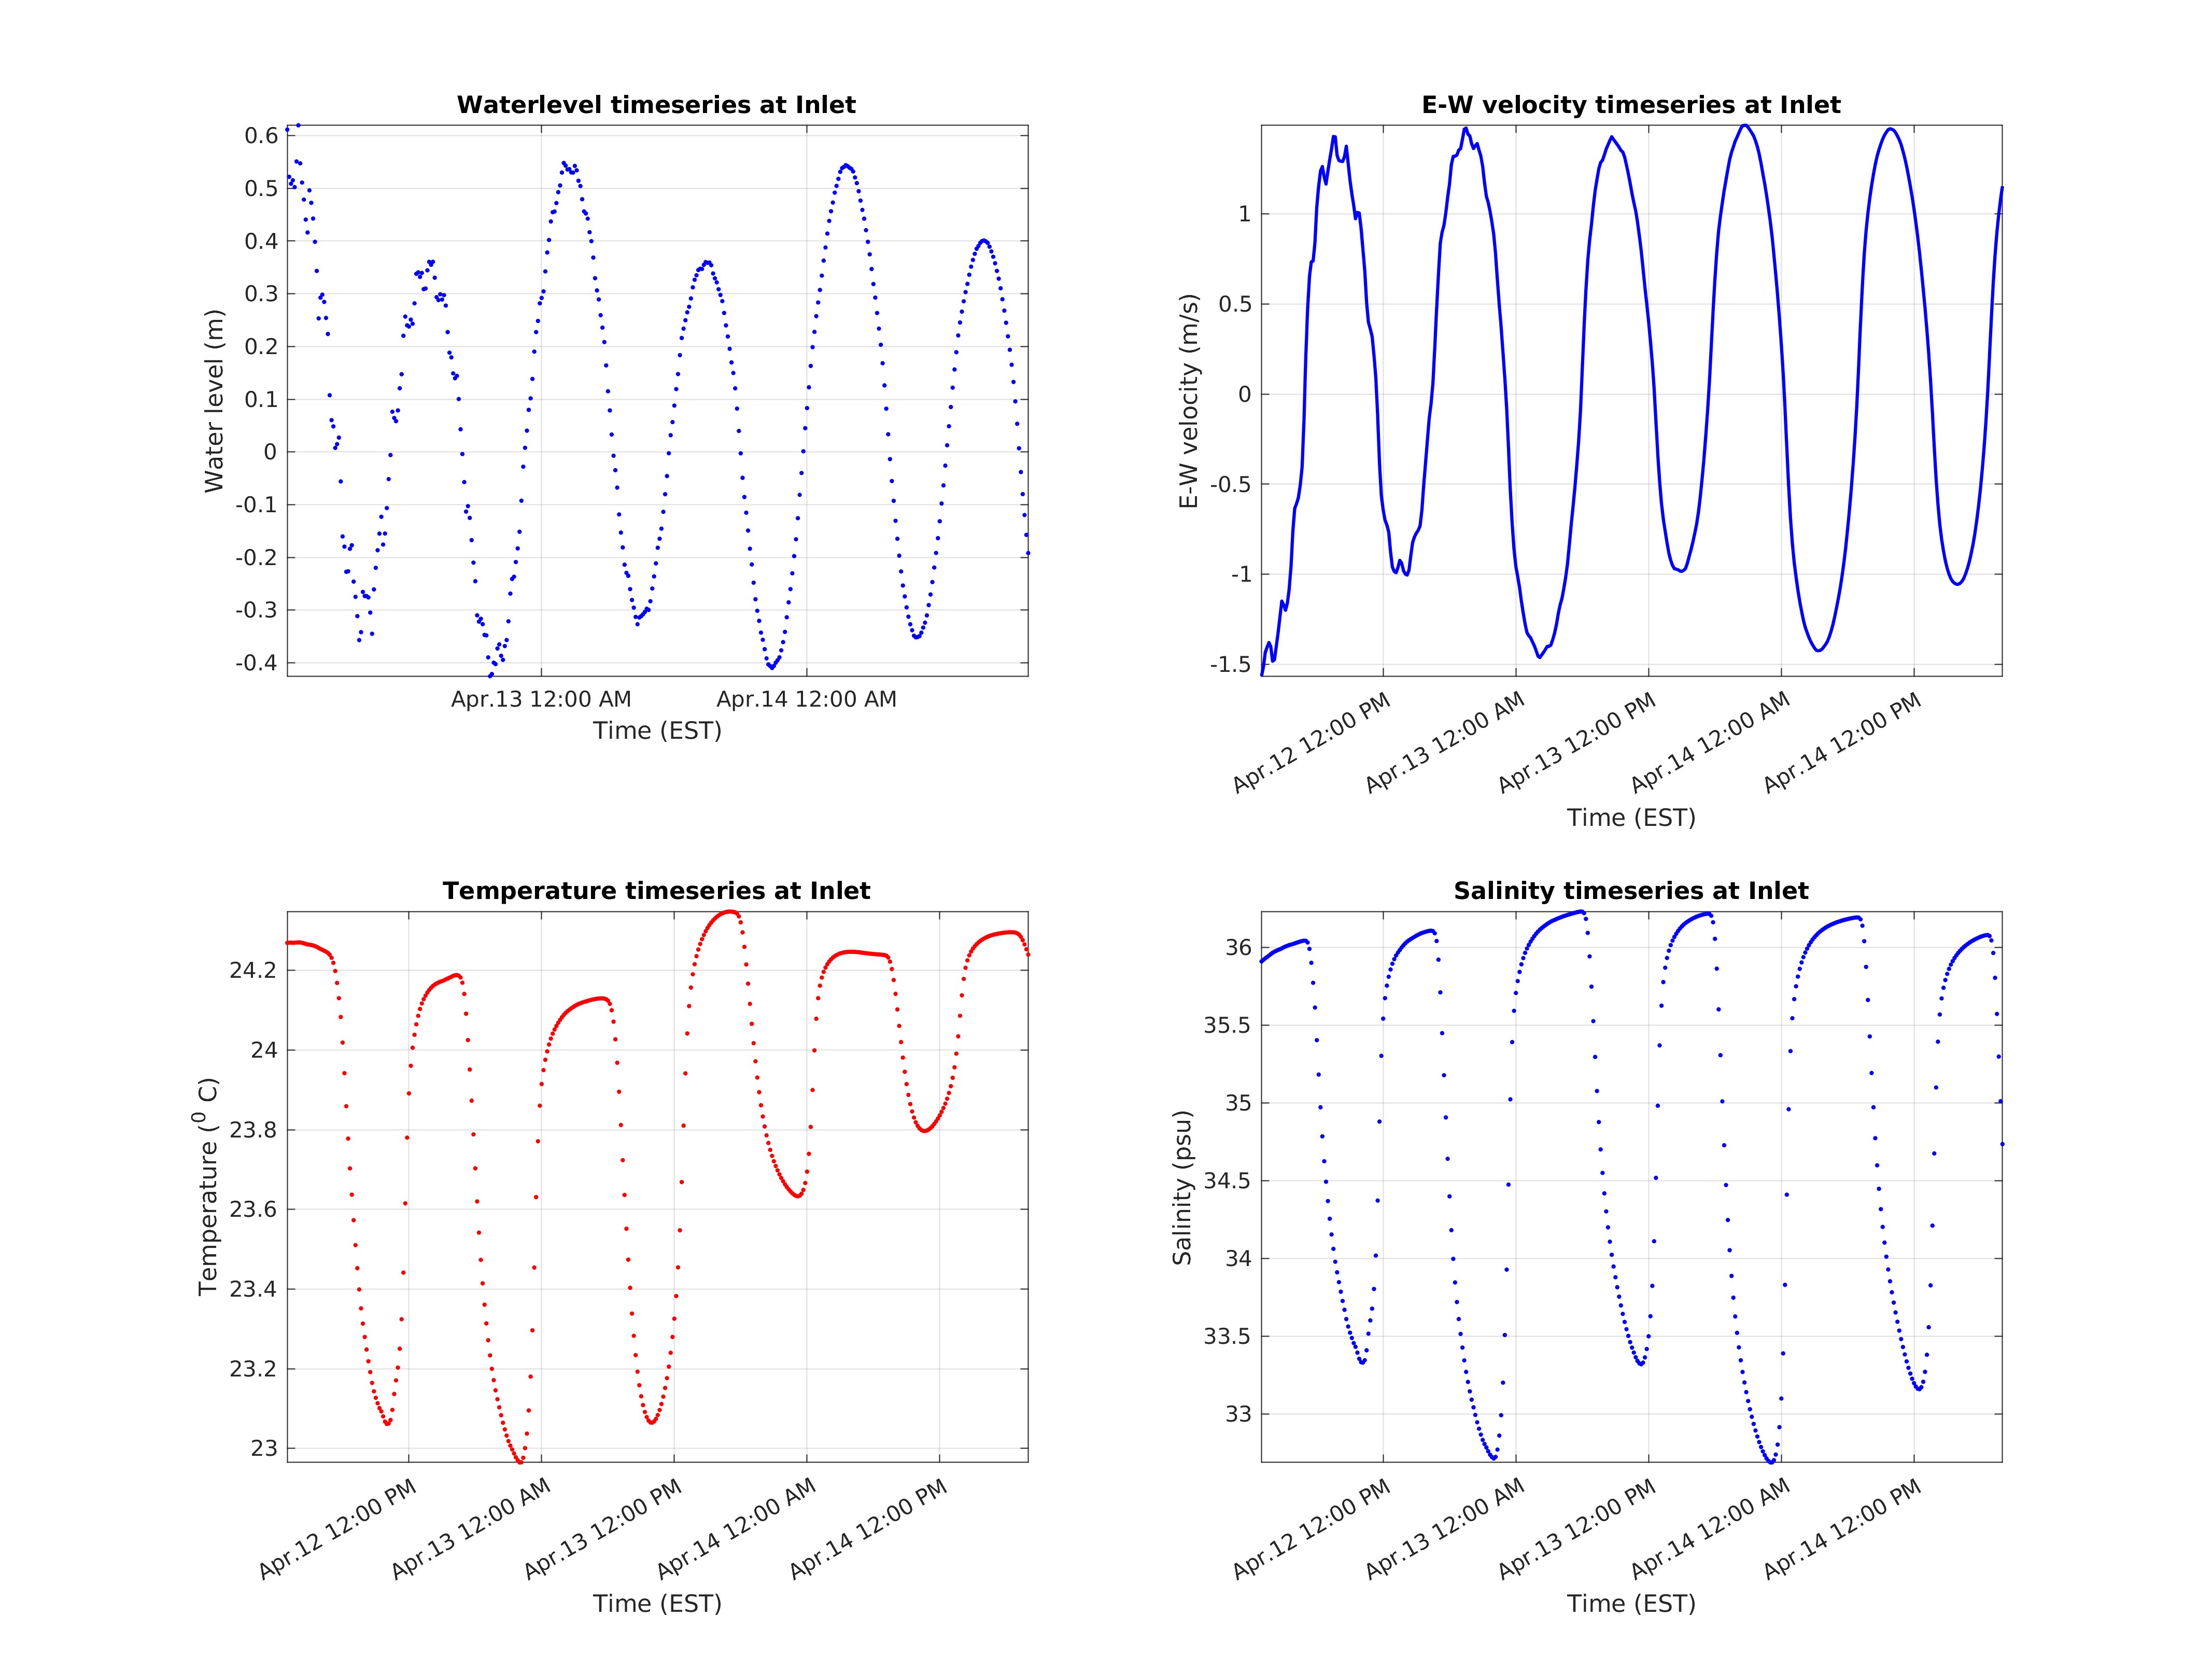 Waterlevel timeseries at Inlet
0.6
0.5
0.4
0.3
0.2
0.1
0
-0.1
-0.2
-0.3
-0.4
Water level (m)
Apr.13 12:00 AM
Apr.14 12:00 AM
Time (EST)
E-W velocity timeseries at Inlet
1
0.5
0
-0.5
-1
-1.5
E-W velocity (m/s)
Apr.12 12:00 PM
Apr.13 12:00 AM
Apr.13 12:00 PM
Apr.14 12:00 AM
Apr.14 12:00 PM
Time (EST)
Temperature timeseries at Inlet
24.2
24
23.8
23.6
23.4
23.2
23
Temperature (⁰ C)
Apr.12 12:00 PM
Apr.13 12:00 AM
Apr.13 12:00 PM
Apr.14 12:00 AM
Apr.14 12:00 PM
Time (EST)
Salinity timeseries at Inlet
36
35.5
35
34.5
34
33.5
33
Salinity (psu)
Apr.12 12:00 PM
Apr.13 12:00 AM
Apr.13 12:00 PM
Apr.14 12:00 AM
Apr.14 12:00 PM
Time (EST)